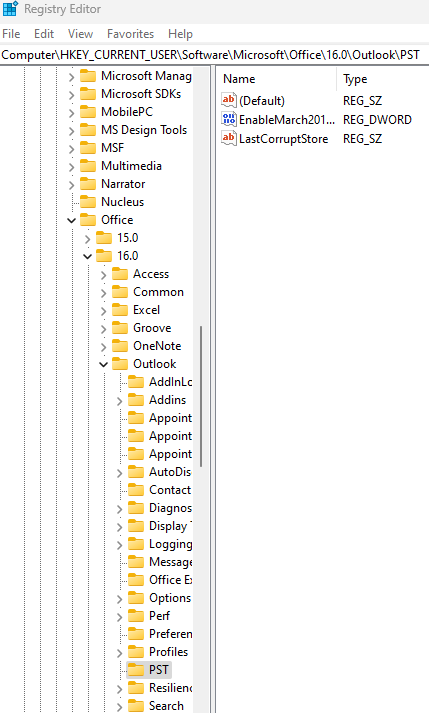 Registry Editor
File Edit View Favorites Help
Computer\HKEY_CURRENT_USER\Software\Microsoft\Office\16.0\Outlook\PST
Microsoft Manag
Microsoft SDKs
MobilePC
MS Design Tools
MSF
Multimedia
Narrator
Nucleus
Office
15.0
16.0
Access
Common
Excel
Groove
OneNote
Outlook
AddInLo
Addins
Appoint
Appoint
Appoint
AutoDis
Contact
Diagnos
Display T
Logging
Message
Office Ex
Options
Perf
Preferen
Profiles
PST
Resilienc
Search
Name Type
(Default) REG_SZ
EnableMarch201... REG_DWORD
LastCorruptStore REG_SZ